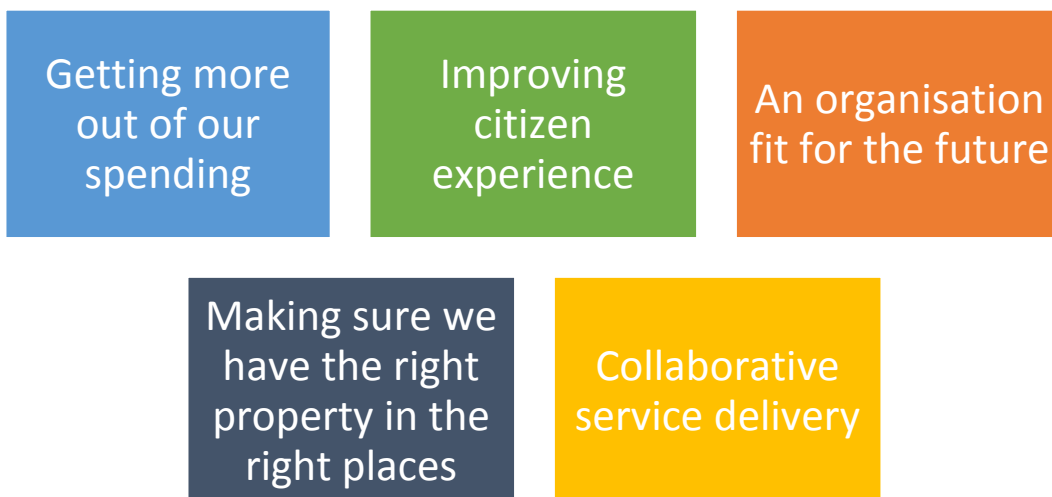 Getting more
out of our
spending
Improving
citizen
experience
An organisation
fit for the future
Making sure we
have the right
property in the
right places
Collaborative
service delivery